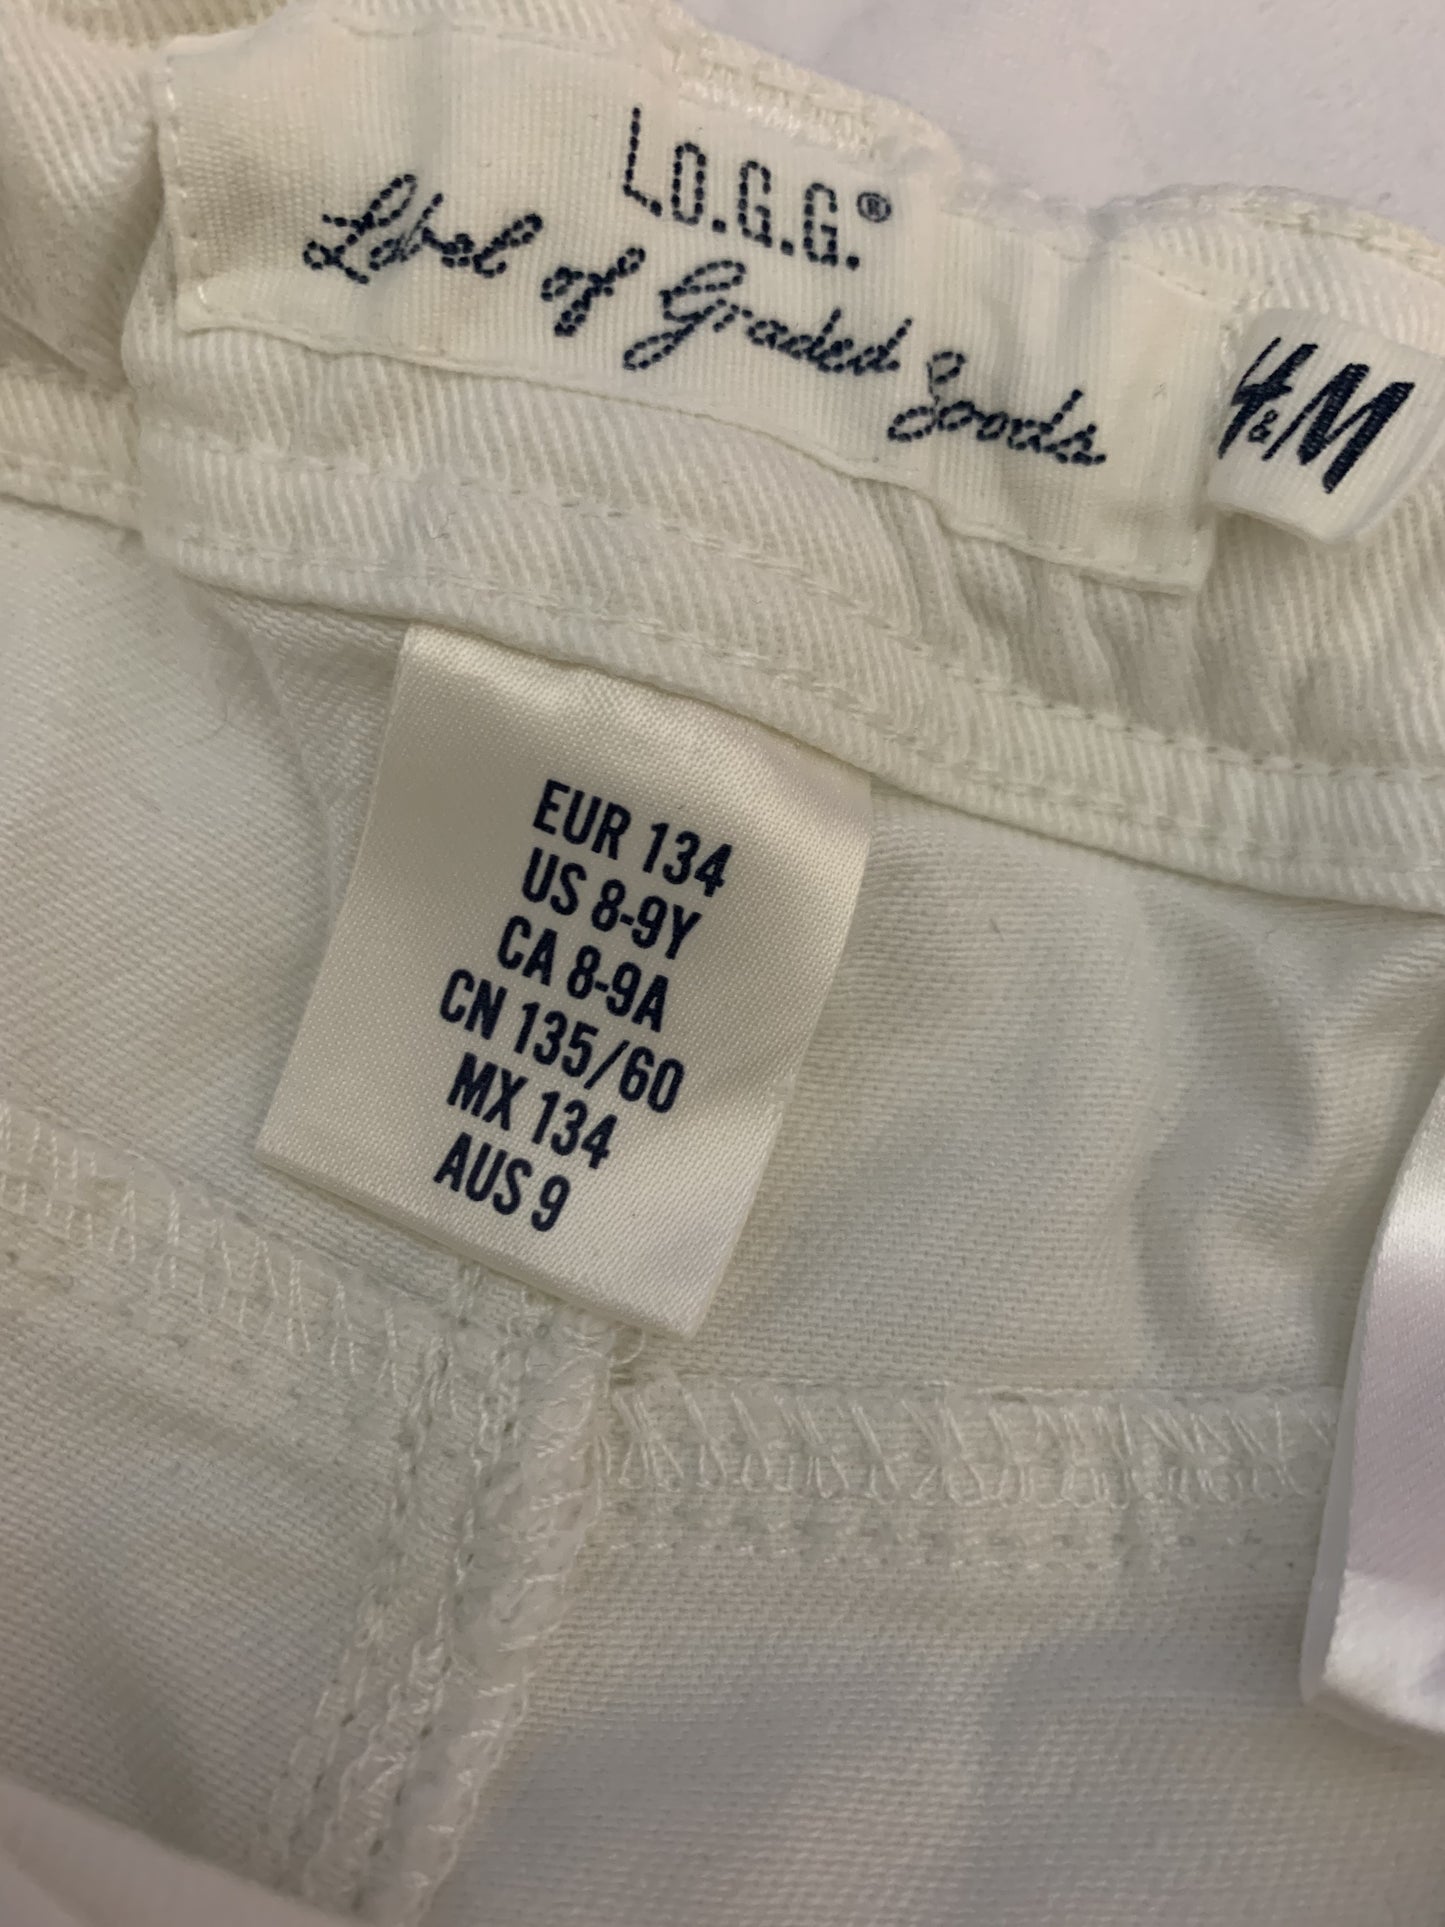 L.O.G.G.®
Label of Graded Goods
H&M
EUR 134
US 8-9Y
CA 8-9A
CN 135/60
MX 134
AUS 9